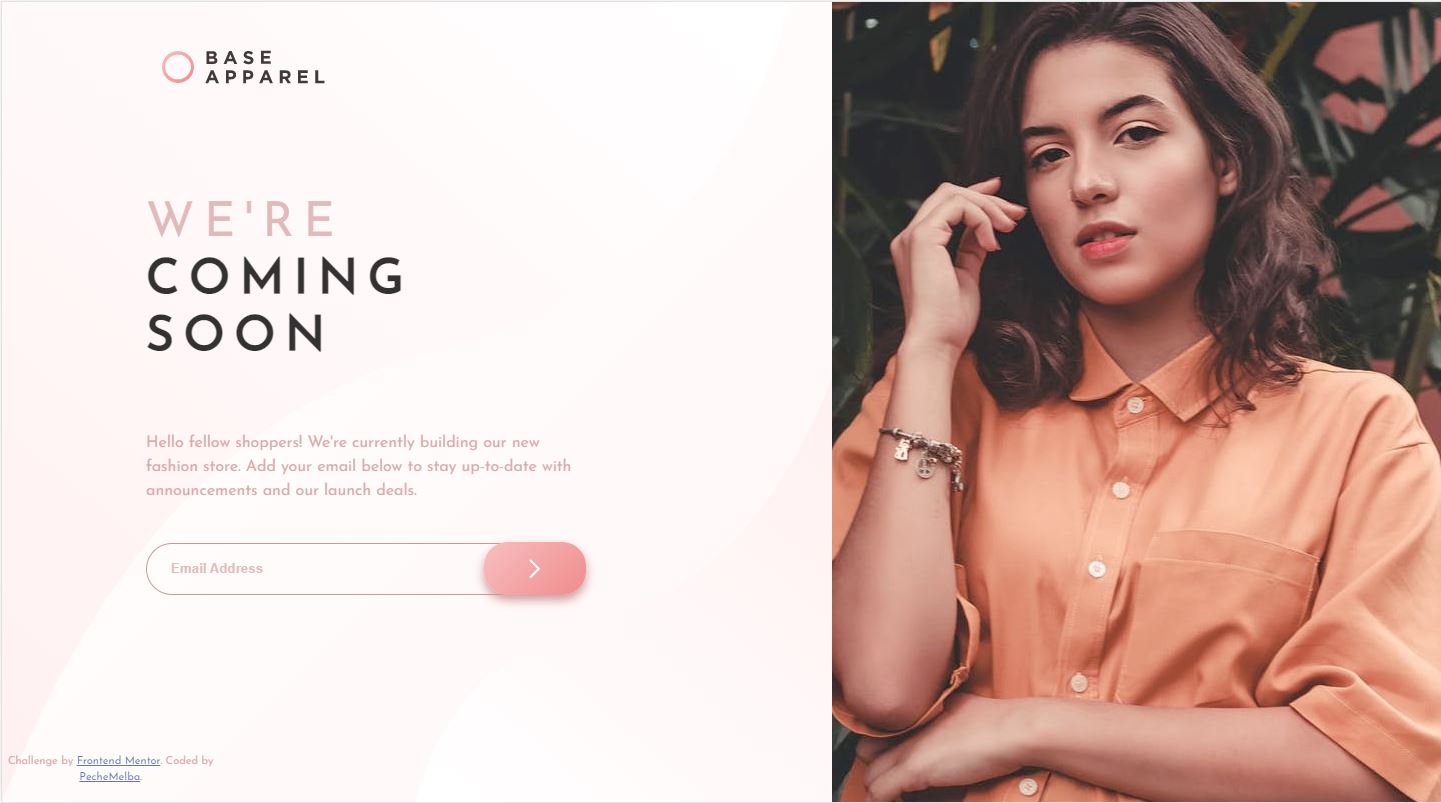 BASE
APPAREL
WE'RE
COMING
SOON
Hello fellow shoppers! We're currently building our new
fashion store. Add your email below to stay up-to-date with
announcements and our launch deals.
Email Address
Challenge by Frontend Mentor. Coded by
PecheMelba.